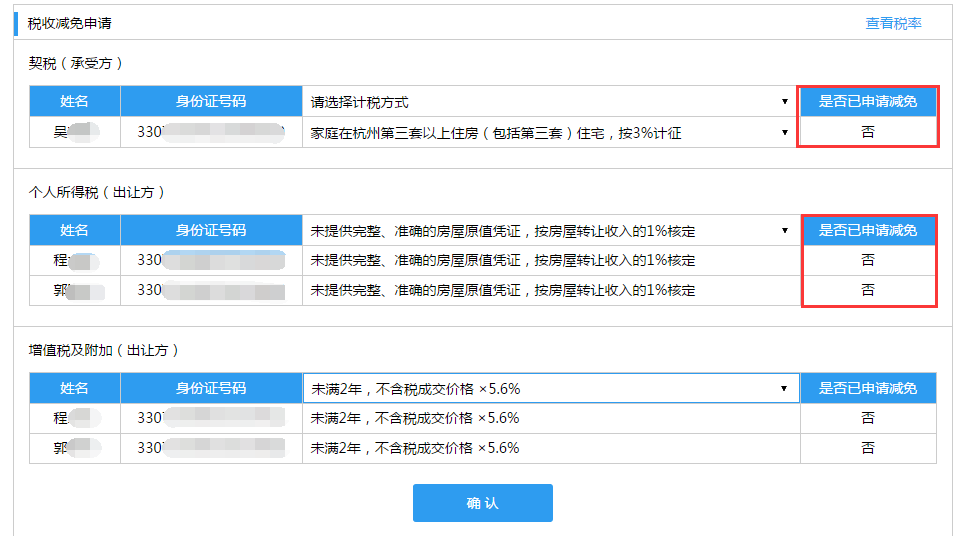 税收减免申请 查看税率
契税（承受方）
姓名 身份证号码 请选择计税方式 是否已申请减免
吴 330 家庭在杭州第三套以上住房（包括第三套）住宅，按3%计征 否
个人所得税（出让方）
姓名 身份证号码 未提供完整、准确的房屋原值凭证，按房屋转让收入的1%核定 是否已申请减免
程 330 未提供完整、准确的房屋原值凭证，按房屋转让收入的1%核定 否
郭 330 未提供完整、准确的房屋原值凭证，按房屋转让收入的1%核定 否
增值税及附加（出让方）
姓名 身份证号码 未满2年，不含税成交价格 ×5.6% 是否已申请减免
程 330 未满2年，不含税成交价格 ×5.6% 否
郭 330 未满2年，不含税成交价格 ×5.6% 否
确 认